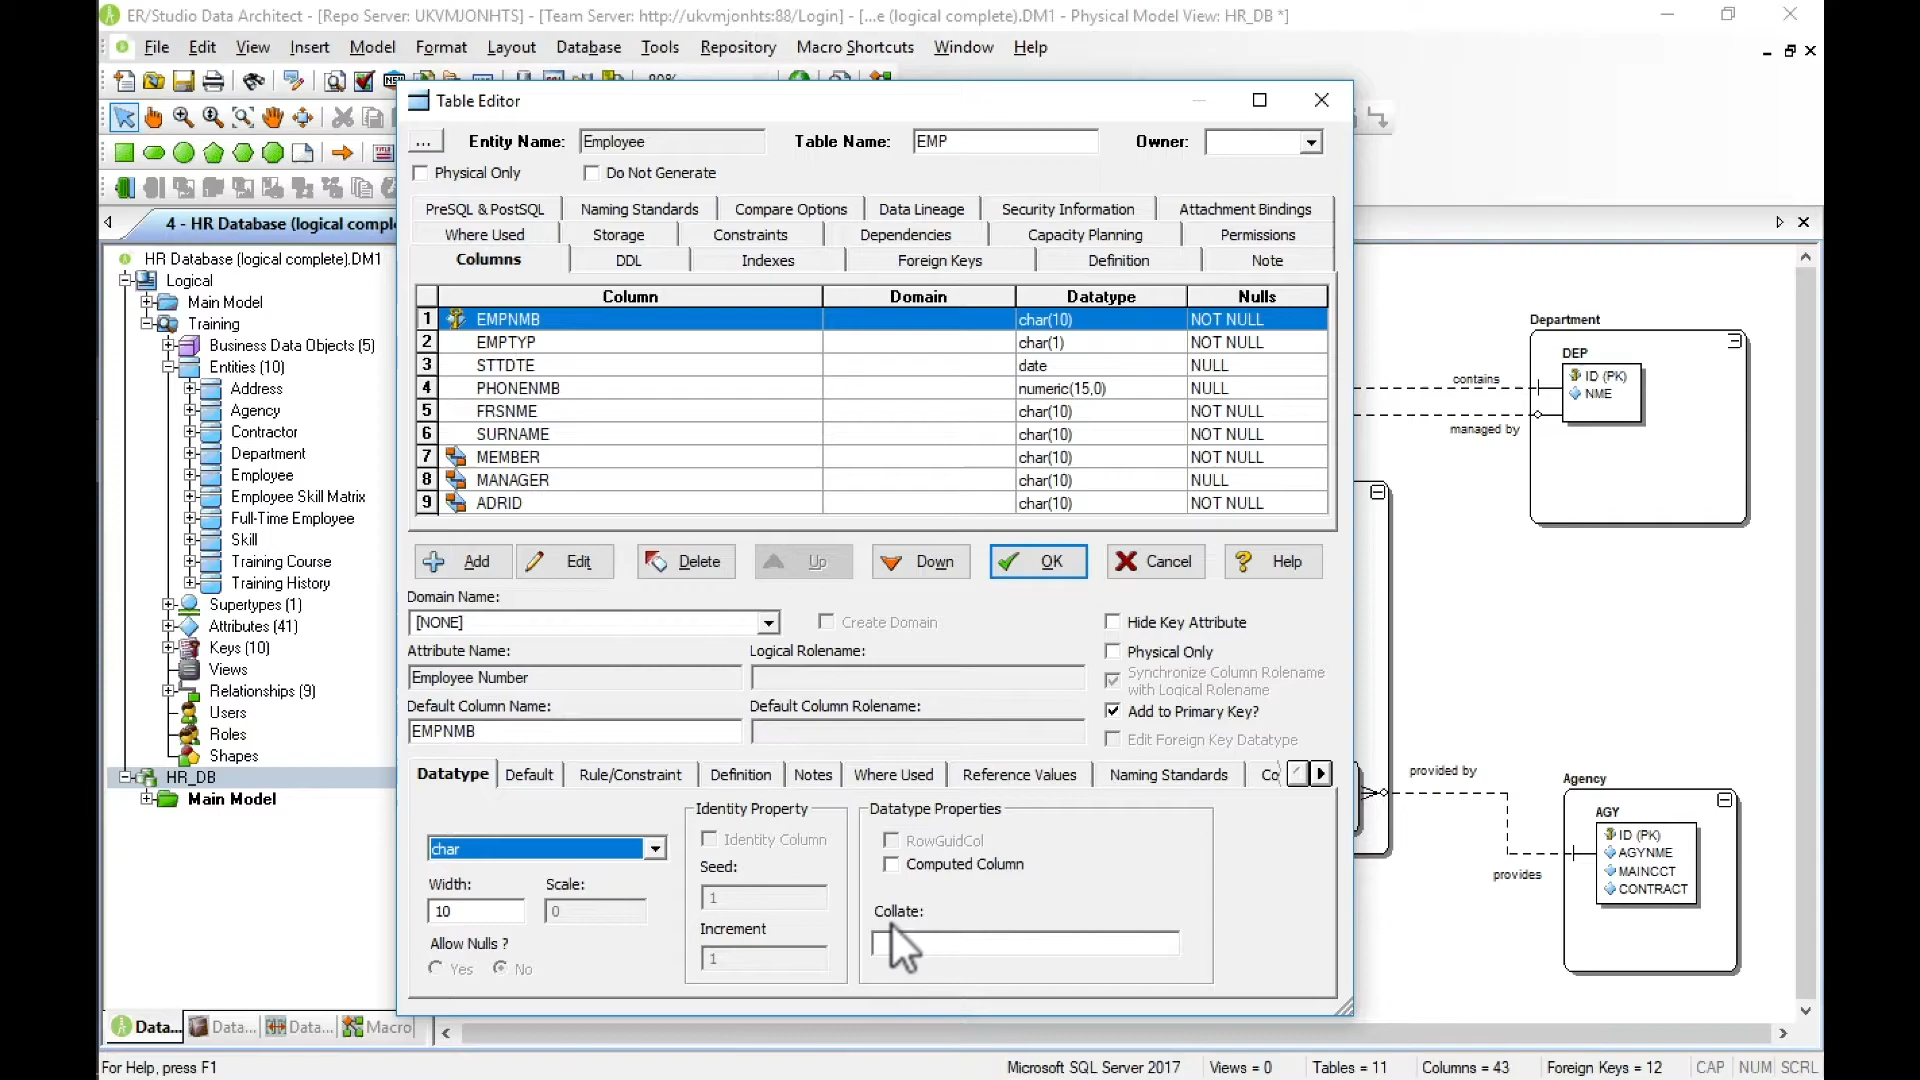 ER/Studio Data Architect - [Repo Server: UKVMJONHTS] - [Team Server: http://ukvmjonhts:88/Login] - [...e (logical complete).DM1 - Physical Model View: HR_DB *]
File Edit View Insert Model Format Layout Database Tools Repository Macro Shortcuts Window Help
Table Editor
... Entity Name: Employee Table Name: EMP Owner:
Physical Only Do Not Generate
PreSQL & PostSQL Naming Standards Compare Options Data Lineage Security Information Attachment Bindings
Where Used Storage Constraints Dependencies Capacity Planning Permissions
Columns DDL Indexes Foreign Keys Definition Note
Column Domain Datatype Nulls
1 EMPNMB char(10) NOT NULL
2 EMPTYP char(1) NOT NULL
3 STTDTE date NULL
4 PHONENMB numeric(15,0) NULL
5 FRSNME char(10) NOT NULL
6 SURNAME char(10) NOT NULL
7 MEMBER char(10) NOT NULL
8 MANAGER char(10) NULL
9 ADRID char(10) NOT NULL
Add Edit Delete Up Down OK Cancel Help
Domain Name:
[NONE] Create Domain
Hide Key Attribute
Attribute Name: Logical Rolename:
Physical Only
Employee Number
Synchronize Column Rolename
with Logical Rolename
Default Column Name: Default Column Rolename:
Add to Primary Key?
EMPNMB
Edit Foreign Key Datatype
Datatype Default Rule/Constraint Definition Notes Where Used Reference Values Naming Standards
Identity Property Datatype Properties
char
Identity Column
RowGuidCol
Computed Column
Width: Scale:
Seed:
10 0
1
Collate:
Increment
Allow Nulls ?
1
Yes No
4 - HR Database (logical comple
HR Database (logical complete).DM1
Logical
Main Model
Training
Business Data Objects (5)
Entities (10)
Address
Agency
Contractor
Department
Employee
Employee Skill Matrix
Full-Time Employee
Skill
Training Course
Training History
Supertypes (1)
Attributes (41)
Keys (10)
Views
Relationships (9)
Users
Roles
Shapes
HR_DB
Main Model
Data... Data... Data... Macro
Department
DEP
ID (PK)
NME
contains
managed by
provided by
provides
Agency
AGY
ID (PK)
AGYNME
MAINCCT
CONTRACT
For Help, press F1
Microsoft SQL Server 2017 Views = 0 Tables = 11 Columns = 43 Foreign Keys = 12 CAP NUM SCRL